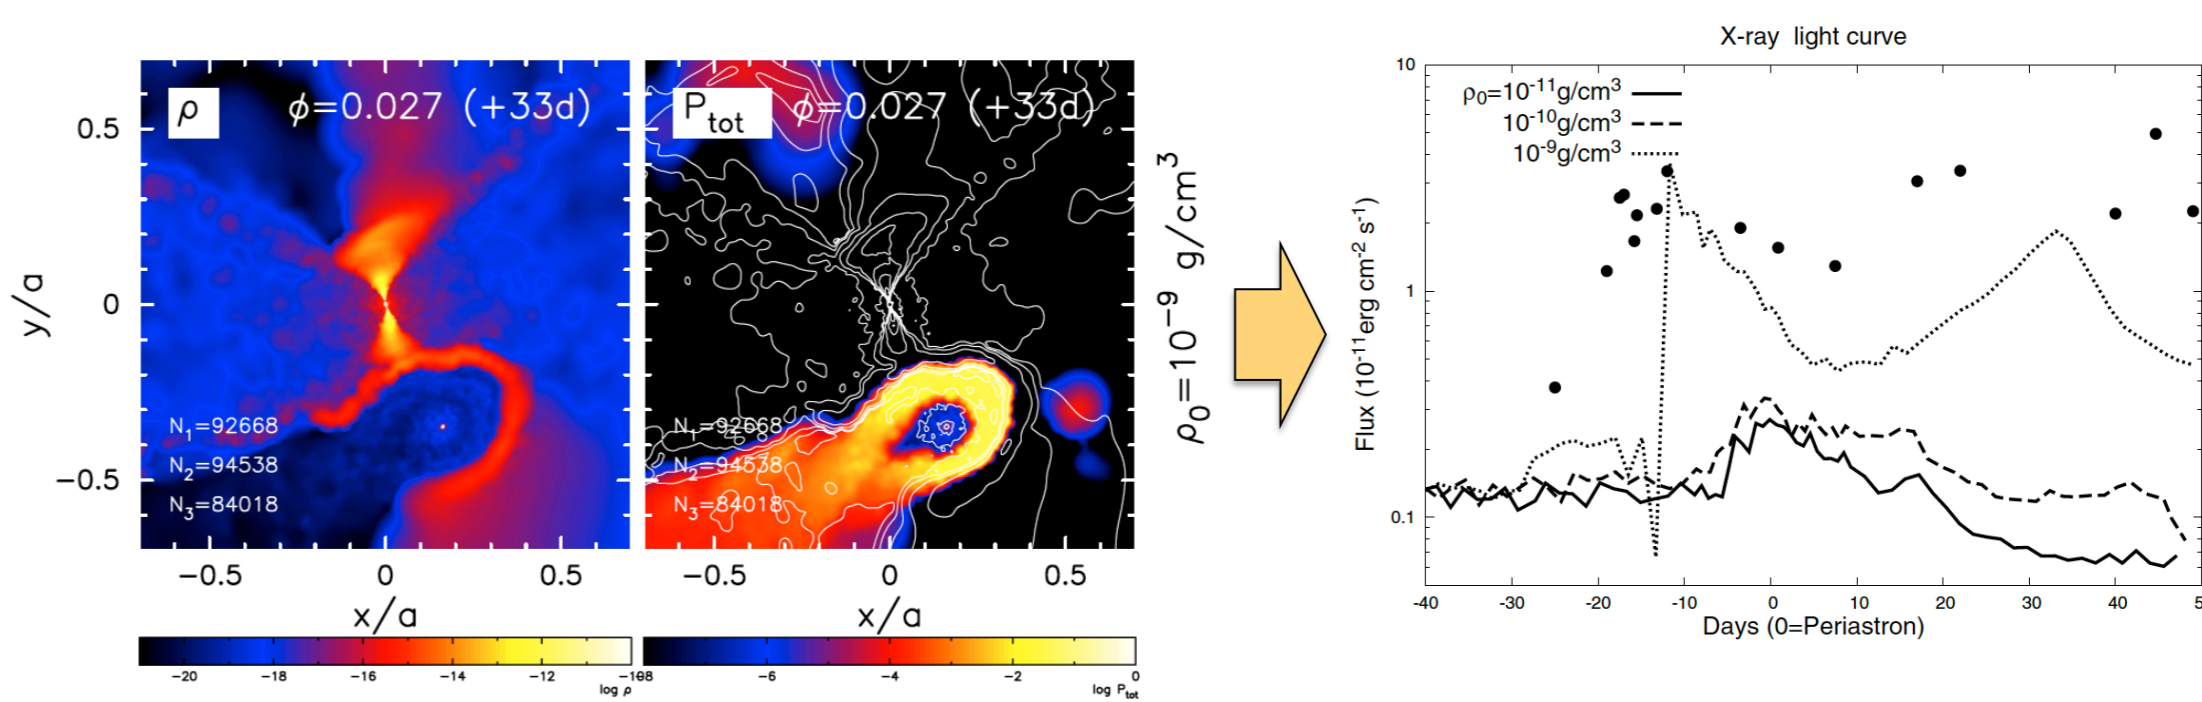 ρ
φ=0.027 (+33d)
N1=92668
N2=94538
N3=84018
y/a
0.5
0
−0.5
−0.5
0
0.5
x/a
−20
−18
−16
−14
−12
−10
log ρ
Ptot
φ=0.027 (+33d)
N1=92668
N2=94538
N3=84018
−0.5
0
0.5
x/a
−8
−6
−4
−2
0
log Ptot
ρ0=10−9 g/cm3
X-ray light curve
ρ0=10-11g/cm3
10-10g/cm3
10-9g/cm3
Flux (10-11erg cm-2 s-1)
10
1
0.1
-40
-30
-20
-10
0
10
20
30
40
Days (0=Periastron)